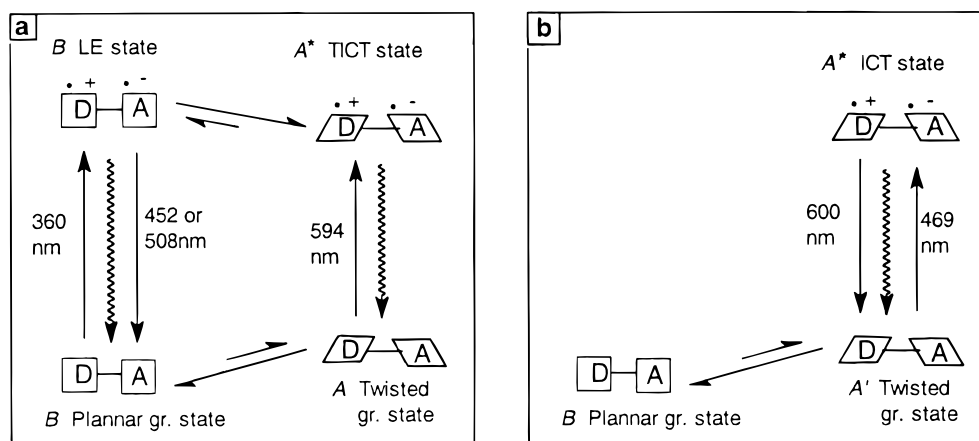 a
B LE state
A* TICT state
• + • -
D A
• + • -
D A
360 nm
452 or 508nm
594 nm
D A
B Plannar gr. state
D A
A Twisted gr. state
b
A* ICT state
• + • -
D A
600 nm
469 nm
D A
B Plannar gr. state
D A
A' Twisted gr. state